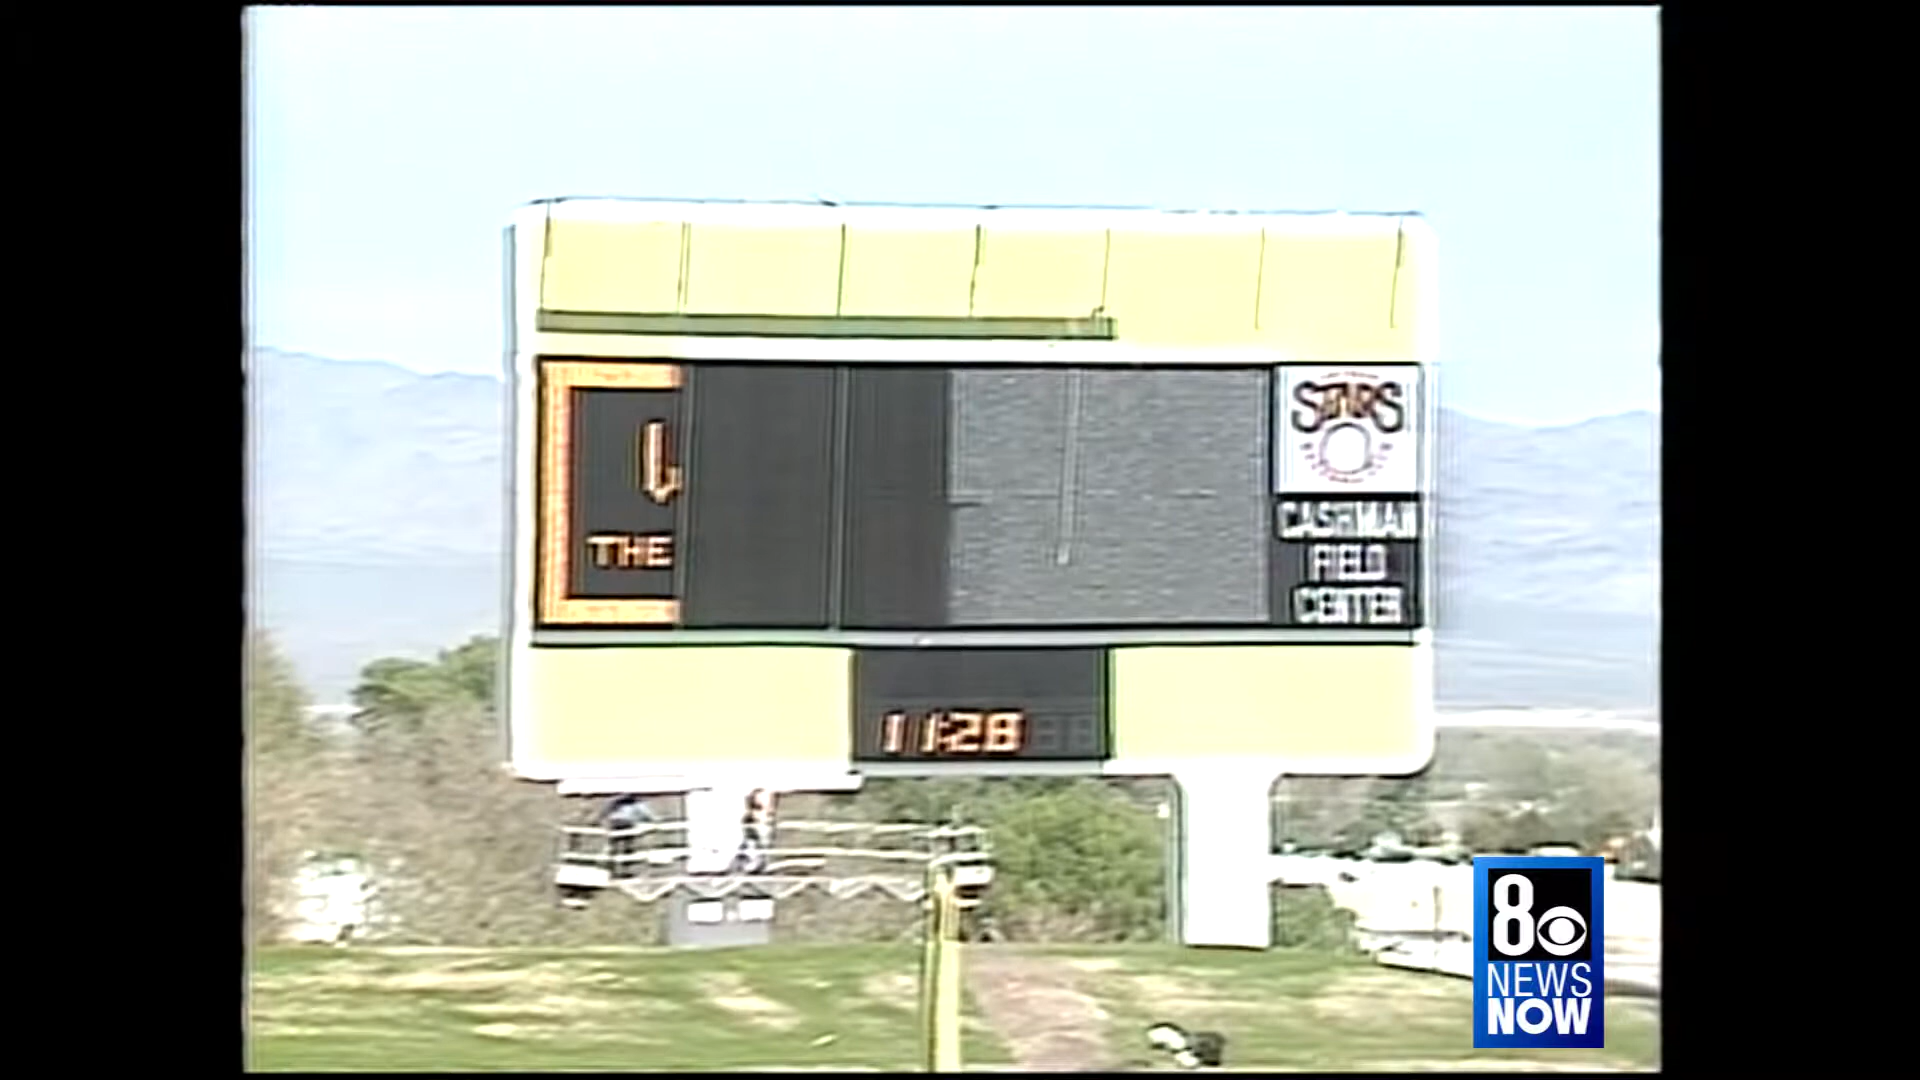 STARS
THE
CASHMAN
FIELD
CENTER
11:28
8
NEWS
NOW